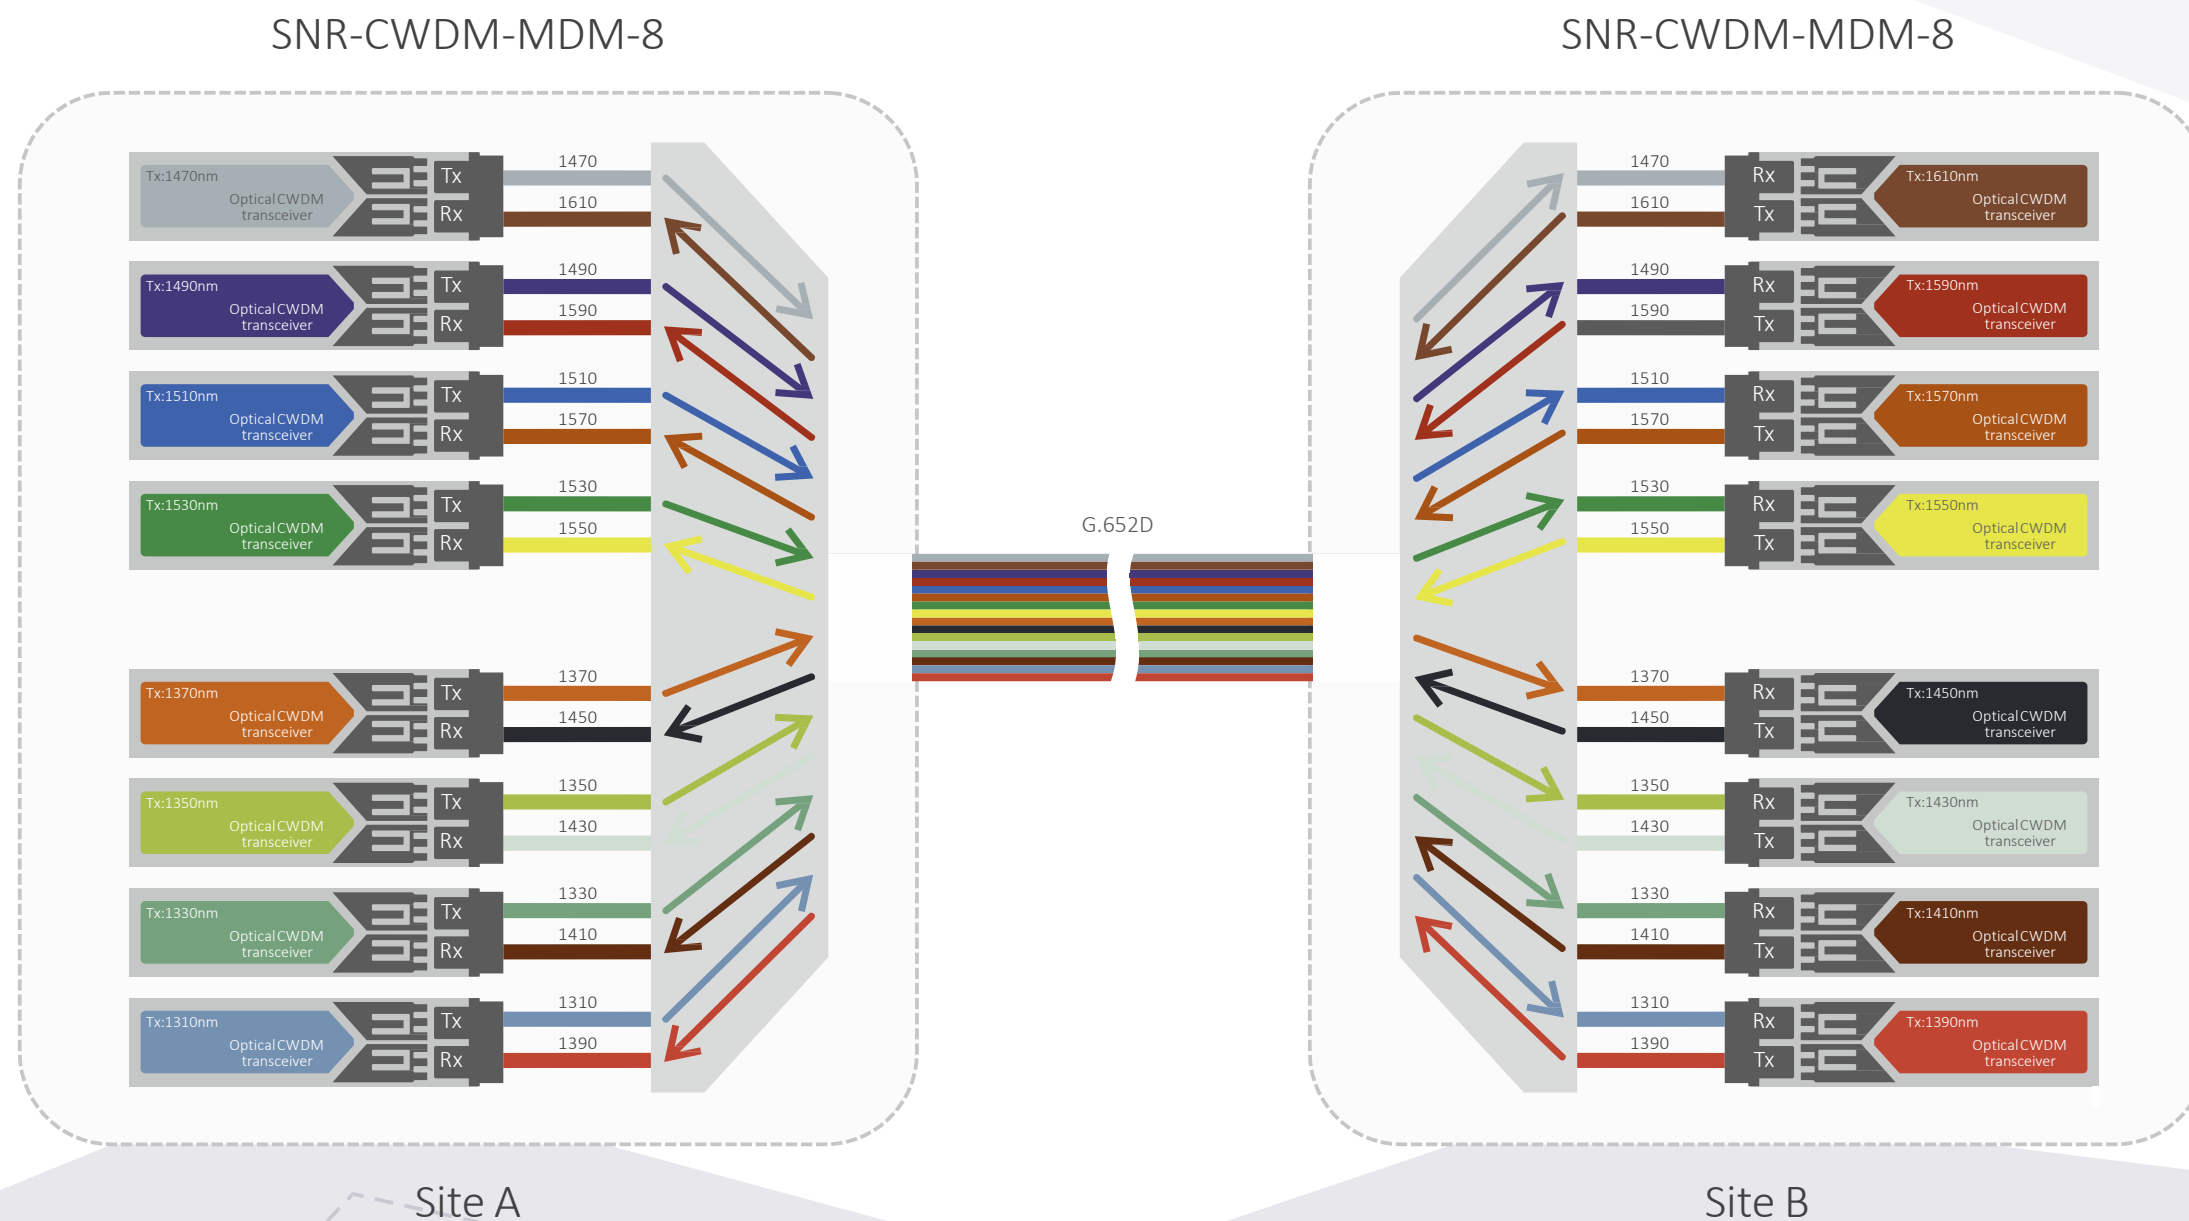 SNR-CWDM-MDM-8
SNR-CWDM-MDM-8
Tx:1470nm
Optical CWDM
transceiver
Tx
Rx
1470
1610
Tx:1490nm
Optical CWDM
transceiver
Tx
Rx
1490
1590
Tx:1510nm
Optical CWDM
transceiver
Tx
Rx
1510
1570
Tx:1530nm
Optical CWDM
transceiver
Tx
Rx
1530
1550
Tx:1370nm
Optical CWDM
transceiver
Tx
Rx
1370
1450
Tx:1350nm
Optical CWDM
transceiver
Tx
Rx
1350
1430
Tx:1330nm
Optical CWDM
transceiver
Tx
Rx
1330
1410
Tx:1310nm
Optical CWDM
transceiver
Tx
Rx
1310
1390
G.652D
1470
1610
Rx
Tx
Tx:1610nm
Optical CWDM
transceiver
1490
1590
Rx
Tx
Tx:1590nm
Optical CWDM
transceiver
1510
1570
Rx
Tx
Tx:1570nm
Optical CWDM
transceiver
1530
1550
Rx
Tx
Tx:1550nm
Optical CWDM
transceiver
1370
1450
Rx
Tx
Tx:1450nm
Optical CWDM
transceiver
1350
1430
Rx
Tx
Tx:1430nm
Optical CWDM
transceiver
1330
1410
Rx
Tx
Tx:1410nm
Optical CWDM
transceiver
1310
1390
Rx
Tx
Tx:1390nm
Optical CWDM
transceiver
Site A
Site B